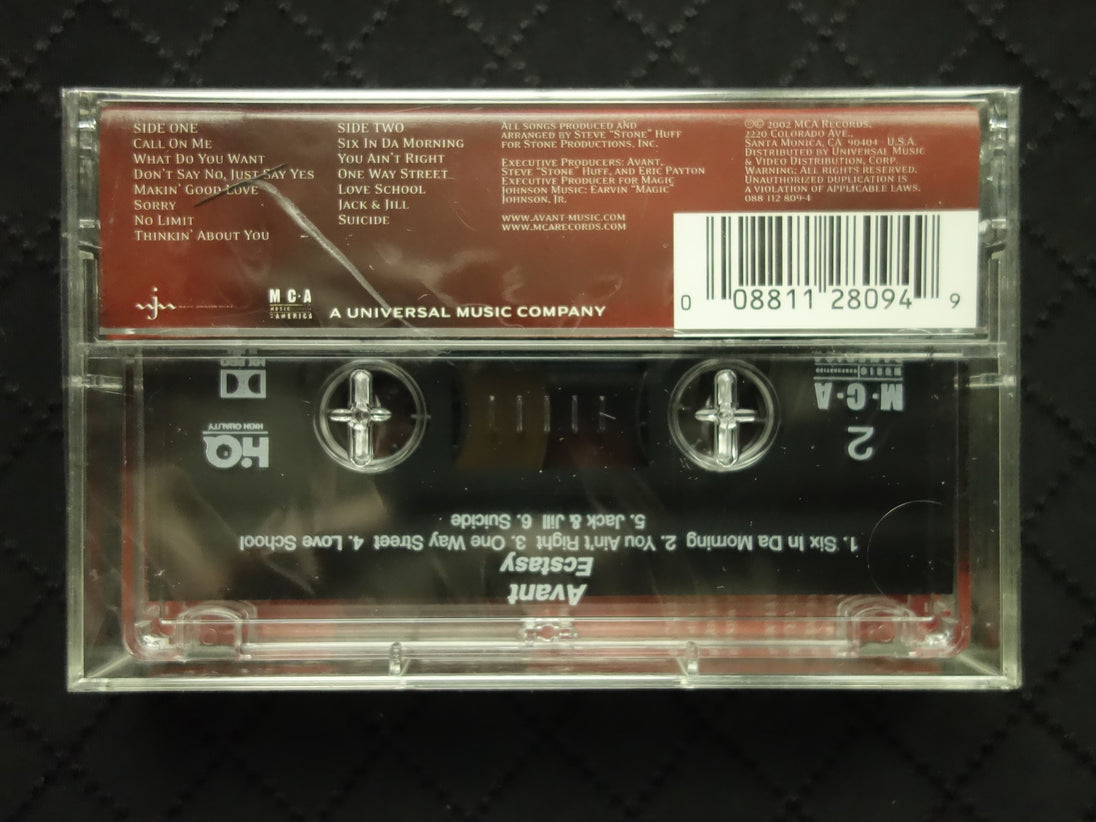 SIDE ONE
CALL ON ME
WHAT DO YOU WANT
DON'T SAY NO, JUST SAY YES
MAKIN' GOOD LOVE
SORRY
NO LIMIT
THINKIN' ABOUT YOU
SIDE TWO
SIX IN DA MORNING
YOU AIN'T RIGHT
ONE WAY STREET
LOVE SCHOOL
JACK & JILL
SUICIDE
ALL SONGS PRODUCED AND
ARRANGED BY STEVE "STONE" HUFF
FOR STONE PRODUCTIONS, INC.
EXECUTIVE PRODUCERS: AVANT,
STEVE "STONE" HUFF, AND ERIC PAYTON
EXECUTIVE PRODUCER FOR MAGIC
JOHNSON MUSIC: EARVIN "MAGIC"
JOHNSON, JR.
WWW.AVANT-MUSIC.COM
WWW.MCARECORDS.COM
℗© 2002 MCA RECORDS,
2220 COLORADO AVE.,
SANTA MONICA, CA 90404 U.S.A.
DISTRIBUTED BY UNIVERSAL MUSIC
& VIDEO DISTRIBUTION, CORP.
WARNING: ALL RIGHTS RESERVED.
UNAUTHORIZED DUPLICATION IS
A VIOLATION OF APPLICABLE LAWS.
088 112 809-4
mjm
M·C·A
MUSIC
AMERICA
A UNIVERSAL MUSIC COMPANY
0 08811 28094 9
Avant
Ecstasy
1. Six In Da Morning 2. You Ain't Right 3. One Way Street 4. Love School
5. Jack & Jill 6. Suicide
2
M·C·A
MUSIC
HQ
HIGH QUALITY